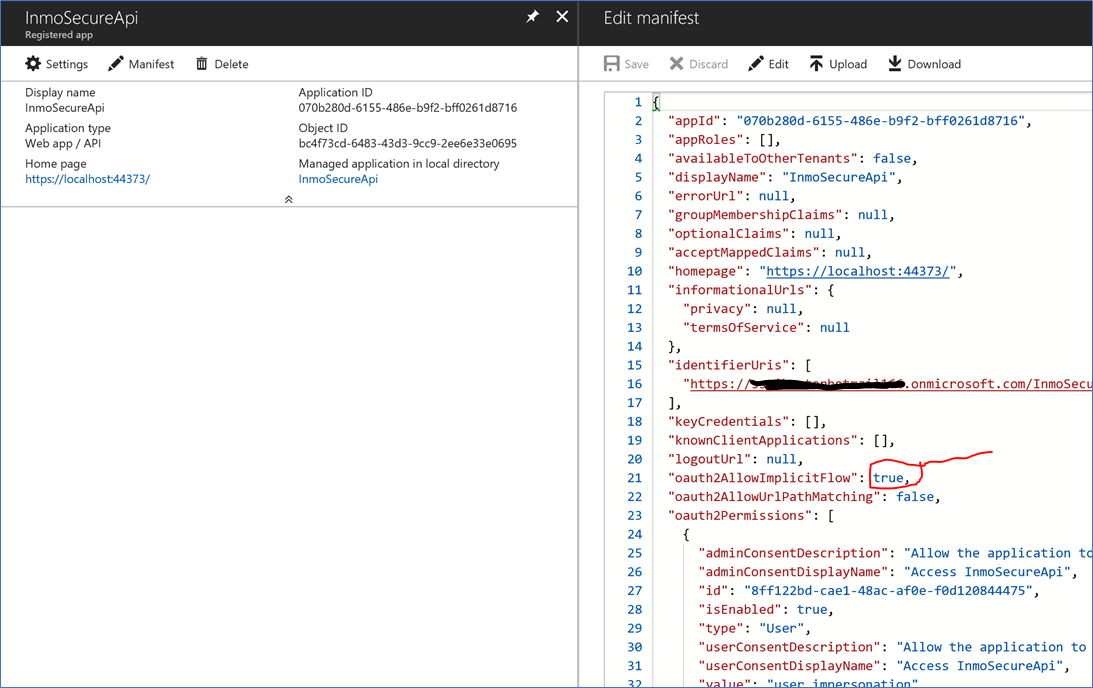 InmoSecureApi
Registered app
Settings Manifest Delete
Display name
InmoSecureApi
Application ID
070b280d-6155-486e-b9f2-bff0261d8716
Application type
Web app / API
Object ID
bc4f73cd-6483-43d3-9cc9-2ee6e33e0695
Home page
https://localhost:44373/
Managed application in local directory
InmoSecureApi
Edit manifest
Save Discard Edit Upload Download
1 {
2 "appId": "070b280d-6155-486e-b9f2-bff0261d8716",
3 "appRoles": [],
4 "availableToOtherTenants": false,
5 "displayName": "InmoSecureApi",
6 "errorUrl": null,
7 "groupMembershipClaims": null,
8 "optionalClaims": null,
9 "acceptMappedClaims": null,
10 "homepage": "https://localhost:44373/",
11 "informationalUrls": {
12 "privacy": null,
13 "termsOfService": null
14 },
15 "identifierUris": [
16 "https:// .onmicrosoft.com/InmoSecu
17 ],
18 "keyCredentials": [],
19 "knownClientApplications": [],
20 "logoutUrl": null,
21 "oauth2AllowImplicitFlow": true,
22 "oauth2AllowUrlPathMatching": false,
23 "oauth2Permissions": [
24 {
25 "adminConsentDescription": "Allow the application to
26 "adminConsentDisplayName": "Access InmoSecureApi",
27 "id": "8ff122bd-cae1-48ac-af0e-f0d120844475",
28 "isEnabled": true,
29 "type": "User",
30 "userConsentDescription": "Allow the application to
31 "userConsentDisplayName": "Access InmoSecureApi",
32 "value": "user_impersonation"